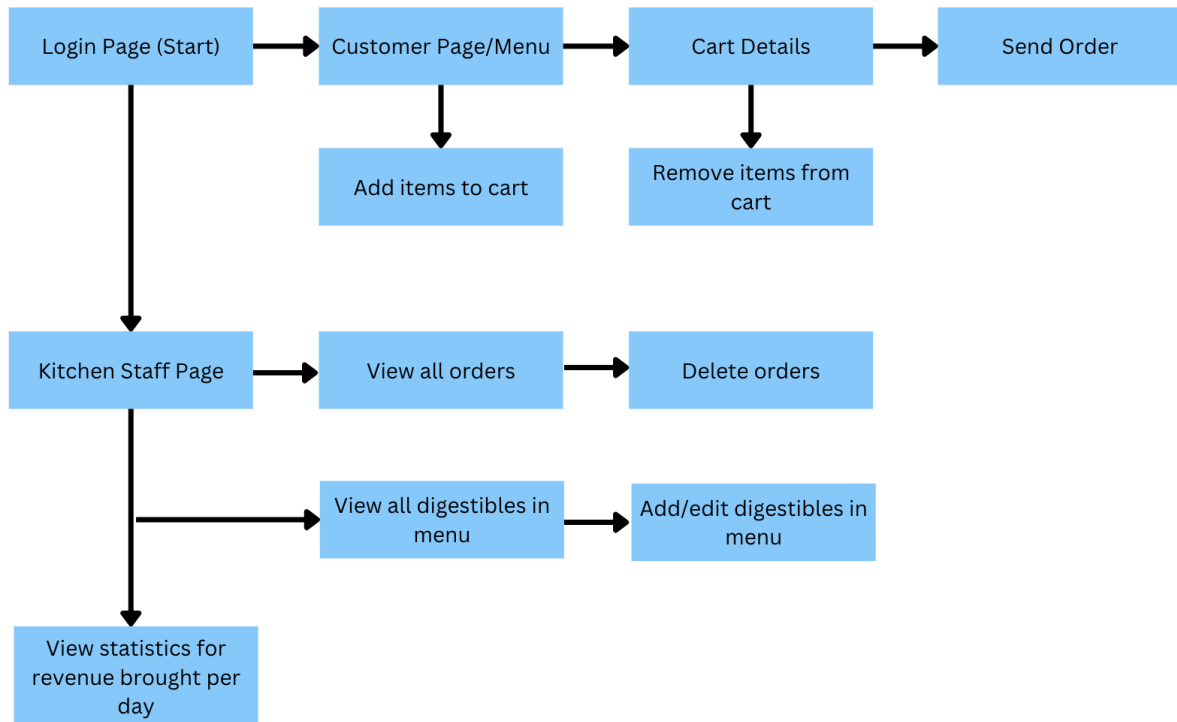 Login Page (Start)
Customer Page/Menu
Cart Details
Send Order
Add items to cart
Remove items from
cart
Kitchen Staff Page
View all orders
Delete orders
View all digestibles in
menu
Add/edit digestibles in
menu
View statistics for
revenue brought per
day